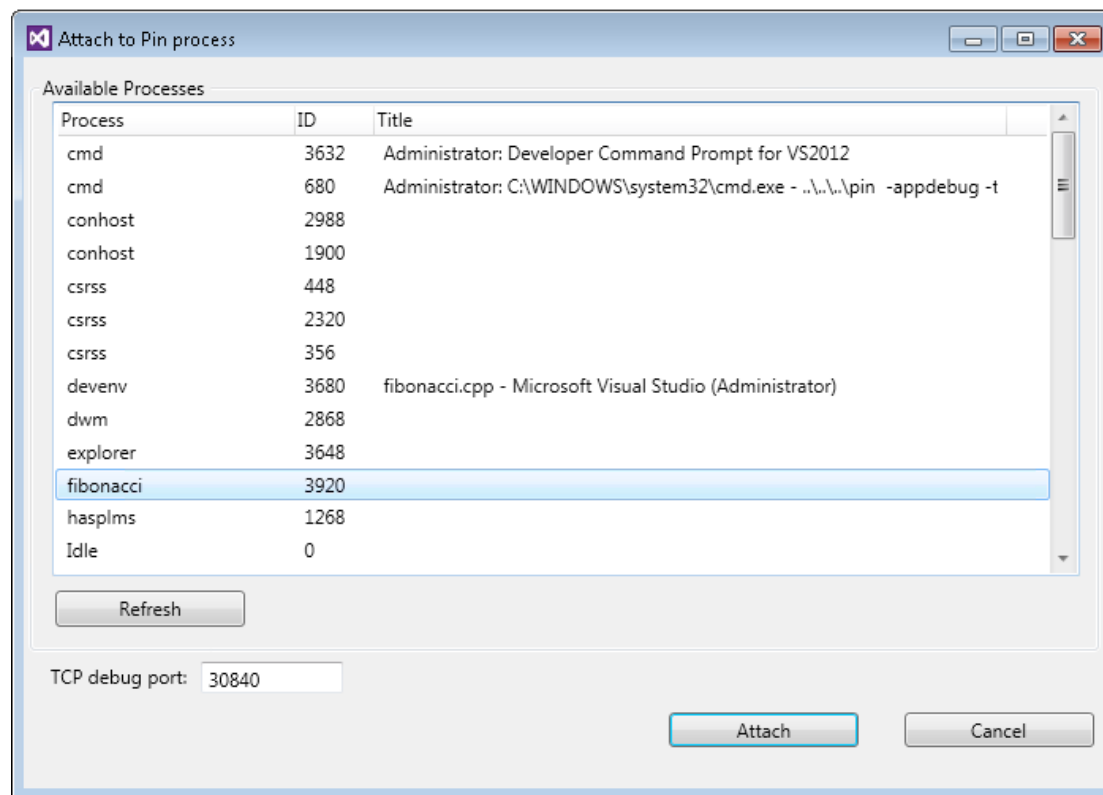 Attach to Pin process
Available Processes
Process ID Title
cmd 3632 Administrator: Developer Command Prompt for VS2012
cmd 680 Administrator: C:\WINDOWS\system32\cmd.exe - ..\..\..\pin -appdebug -t
conhost 2988
conhost 1900
csrss 448
csrss 2320
csrss 356
devenv 3680 fibonacci.cpp - Microsoft Visual Studio (Administrator)
dwm 2868
explorer 3648
fibonacci 3920
hasplms 1268
Idle 0
Refresh
TCP debug port: 30840
Attach Cancel